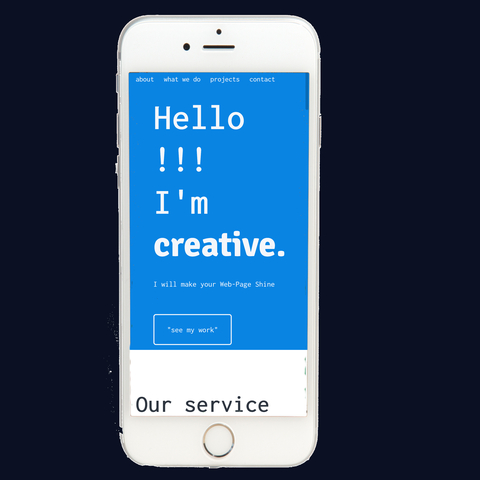 about what we do projects contact
Hello
!!!
I'm
creative.
I will make your Web-Page Shine
"see my work"
Our service